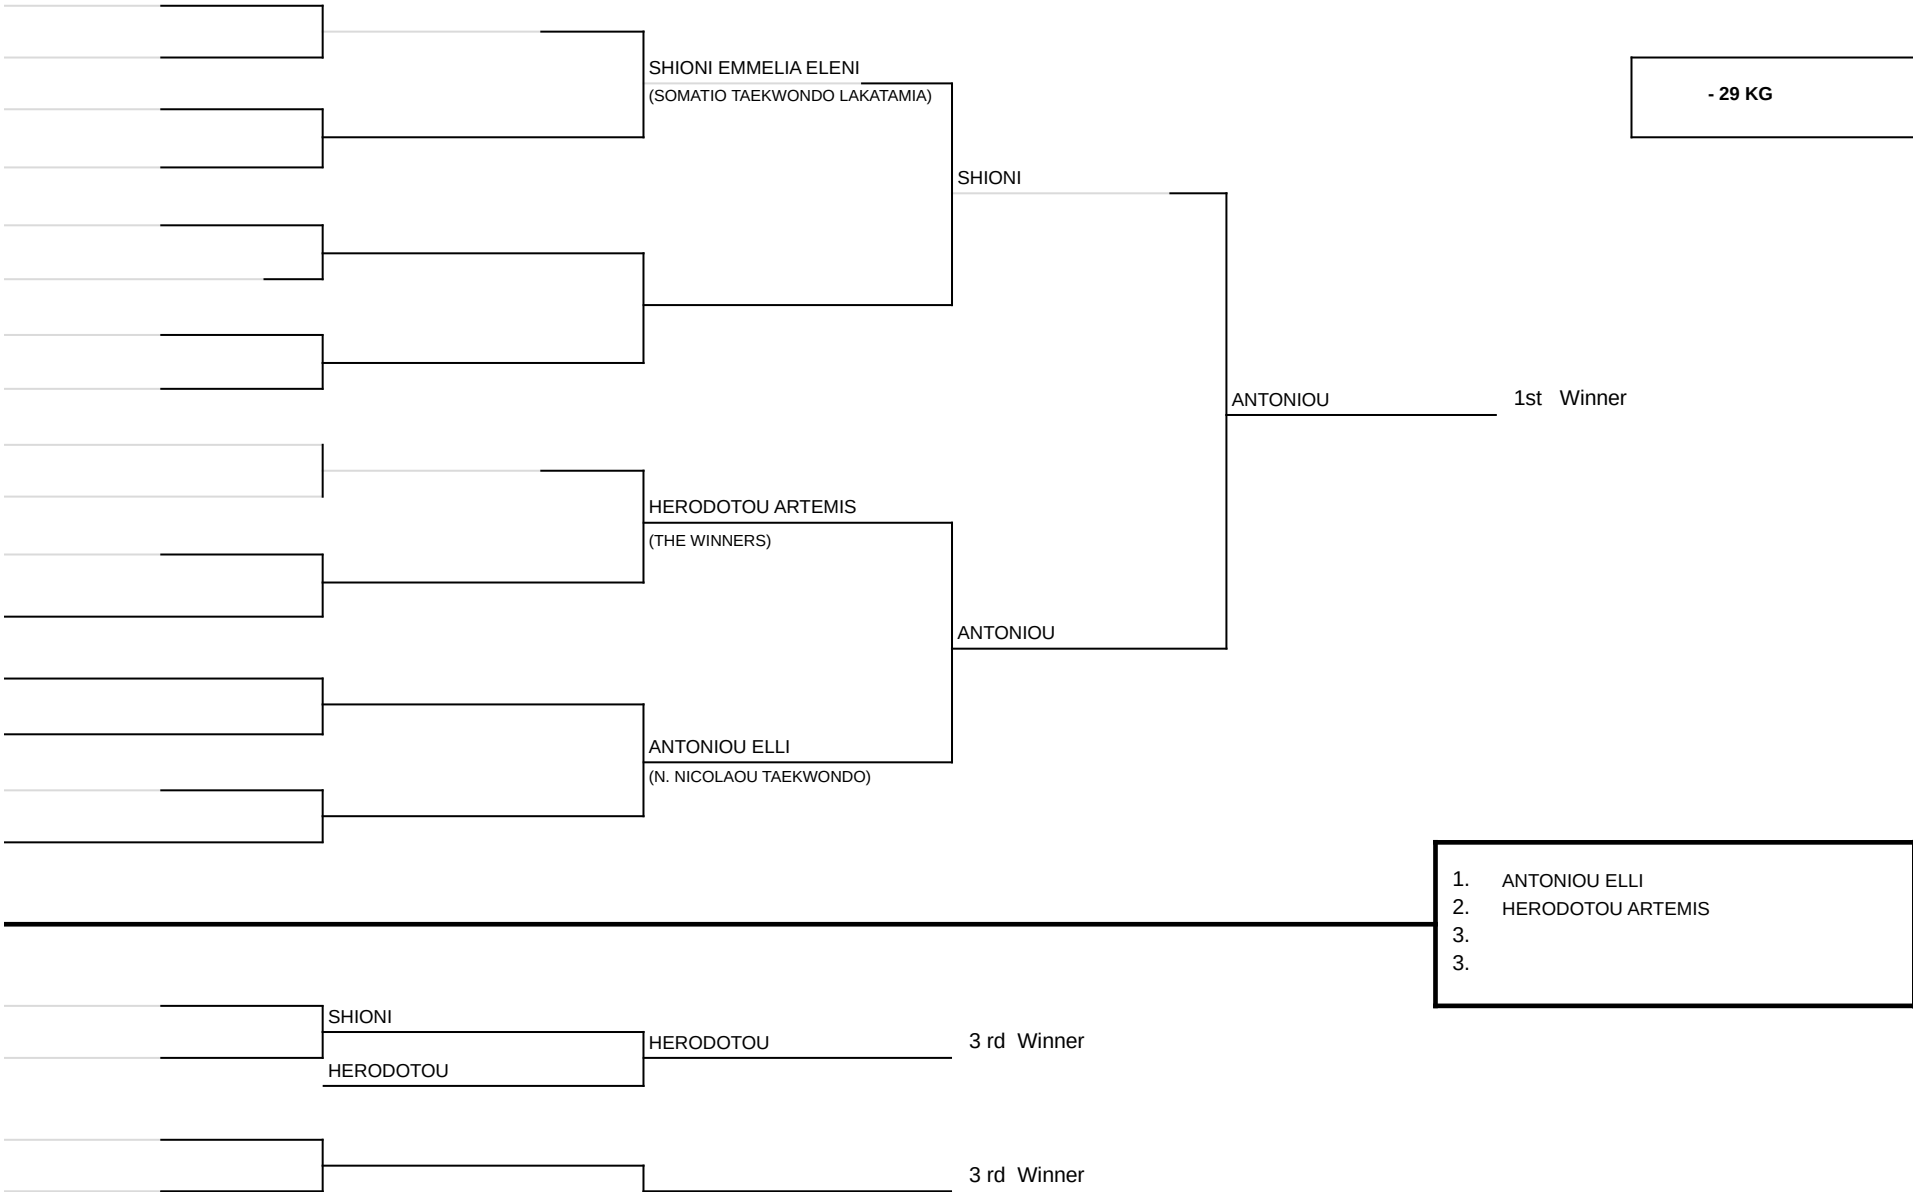 SHIONI EMMELIA ELENI
(SOMATIO TAEKWONDO LAKATAMIA)
- 29 KG
SHIONI
ANTONIOU
1st Winner
HERODOTOU ARTEMIS
(THE WINNERS)
ANTONIOU
ANTONIOU ELLI
(N. NICOLAOU TAEKWONDO)
1. ANTONIOU ELLI
2. HERODOTOU ARTEMIS
3.
3.
SHIONI
HERODOTOU
3 rd Winner
HERODOTOU
3 rd Winner